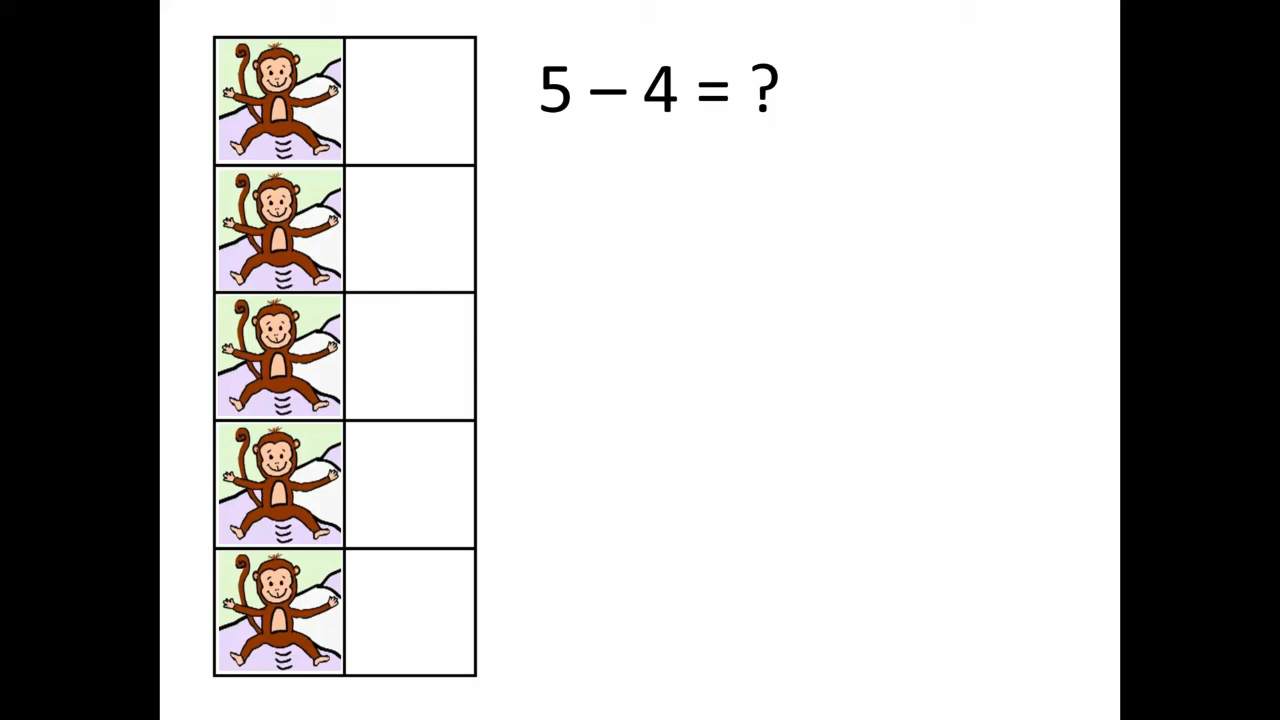 5 – 4 = ?